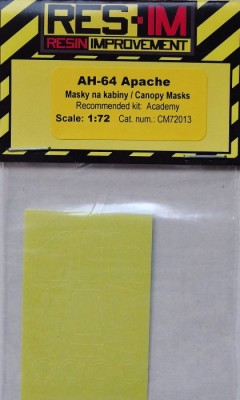 RES-IM
RESIN IMPROVEMENT
AH-64 Apache
Masky na kabiny / Canopy Masks
Recommended kit: Academy
Scale: 1:72 Cat. num.: CM72013